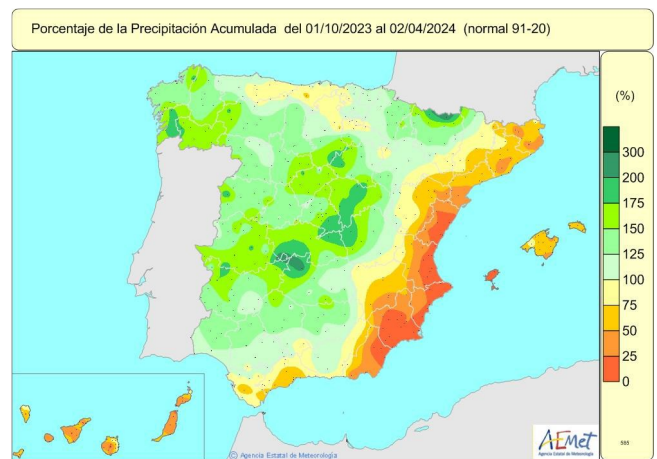 Porcentaje de la Precipitación Acumulada del 01/10/2023 al 02/04/2024 (normal 91-20)
(%)
300
200
175
150
125
100
75
50
25
0
© Agencia Estatal de Meteorología
AEMet
Agencia Estatal de Meteorología